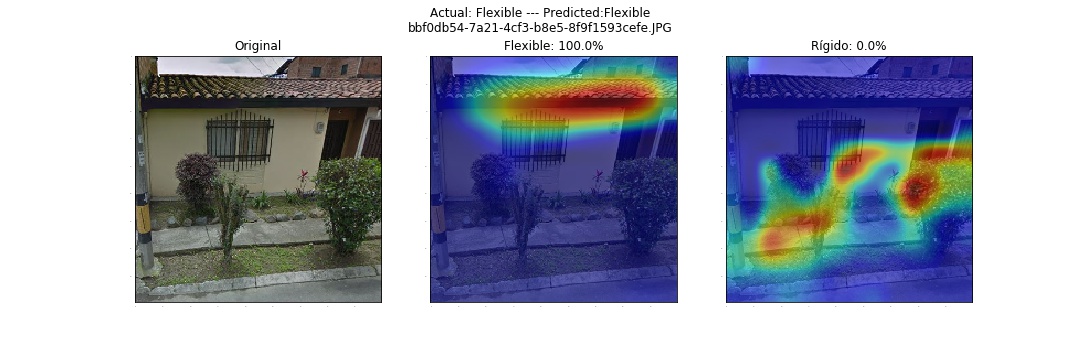 Actual: Flexible --- Predicted:Flexible
bbf0db54-7a21-4cf3-b8e5-8f9f1593cefe.JPG
Original
Flexible: 100.0%
Rígido: 0.0%